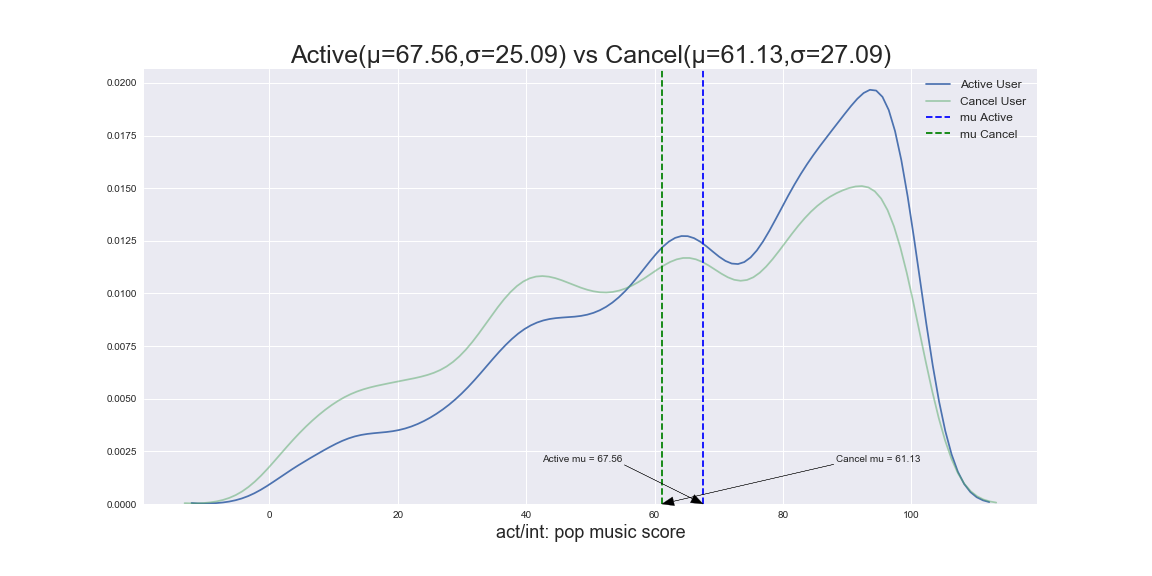 Active(μ=67.56,σ=25.09) vs Cancel(μ=61.13,σ=27.09)
0.0200
0.0175
0.0150
0.0125
0.0100
0.0075
0.0050
0.0025
0.0000
Active User
Cancel User
mu Active
mu Cancel
Active mu = 67.56
Cancel mu = 61.13
0 20 40 60 80 100
act/int: pop music score